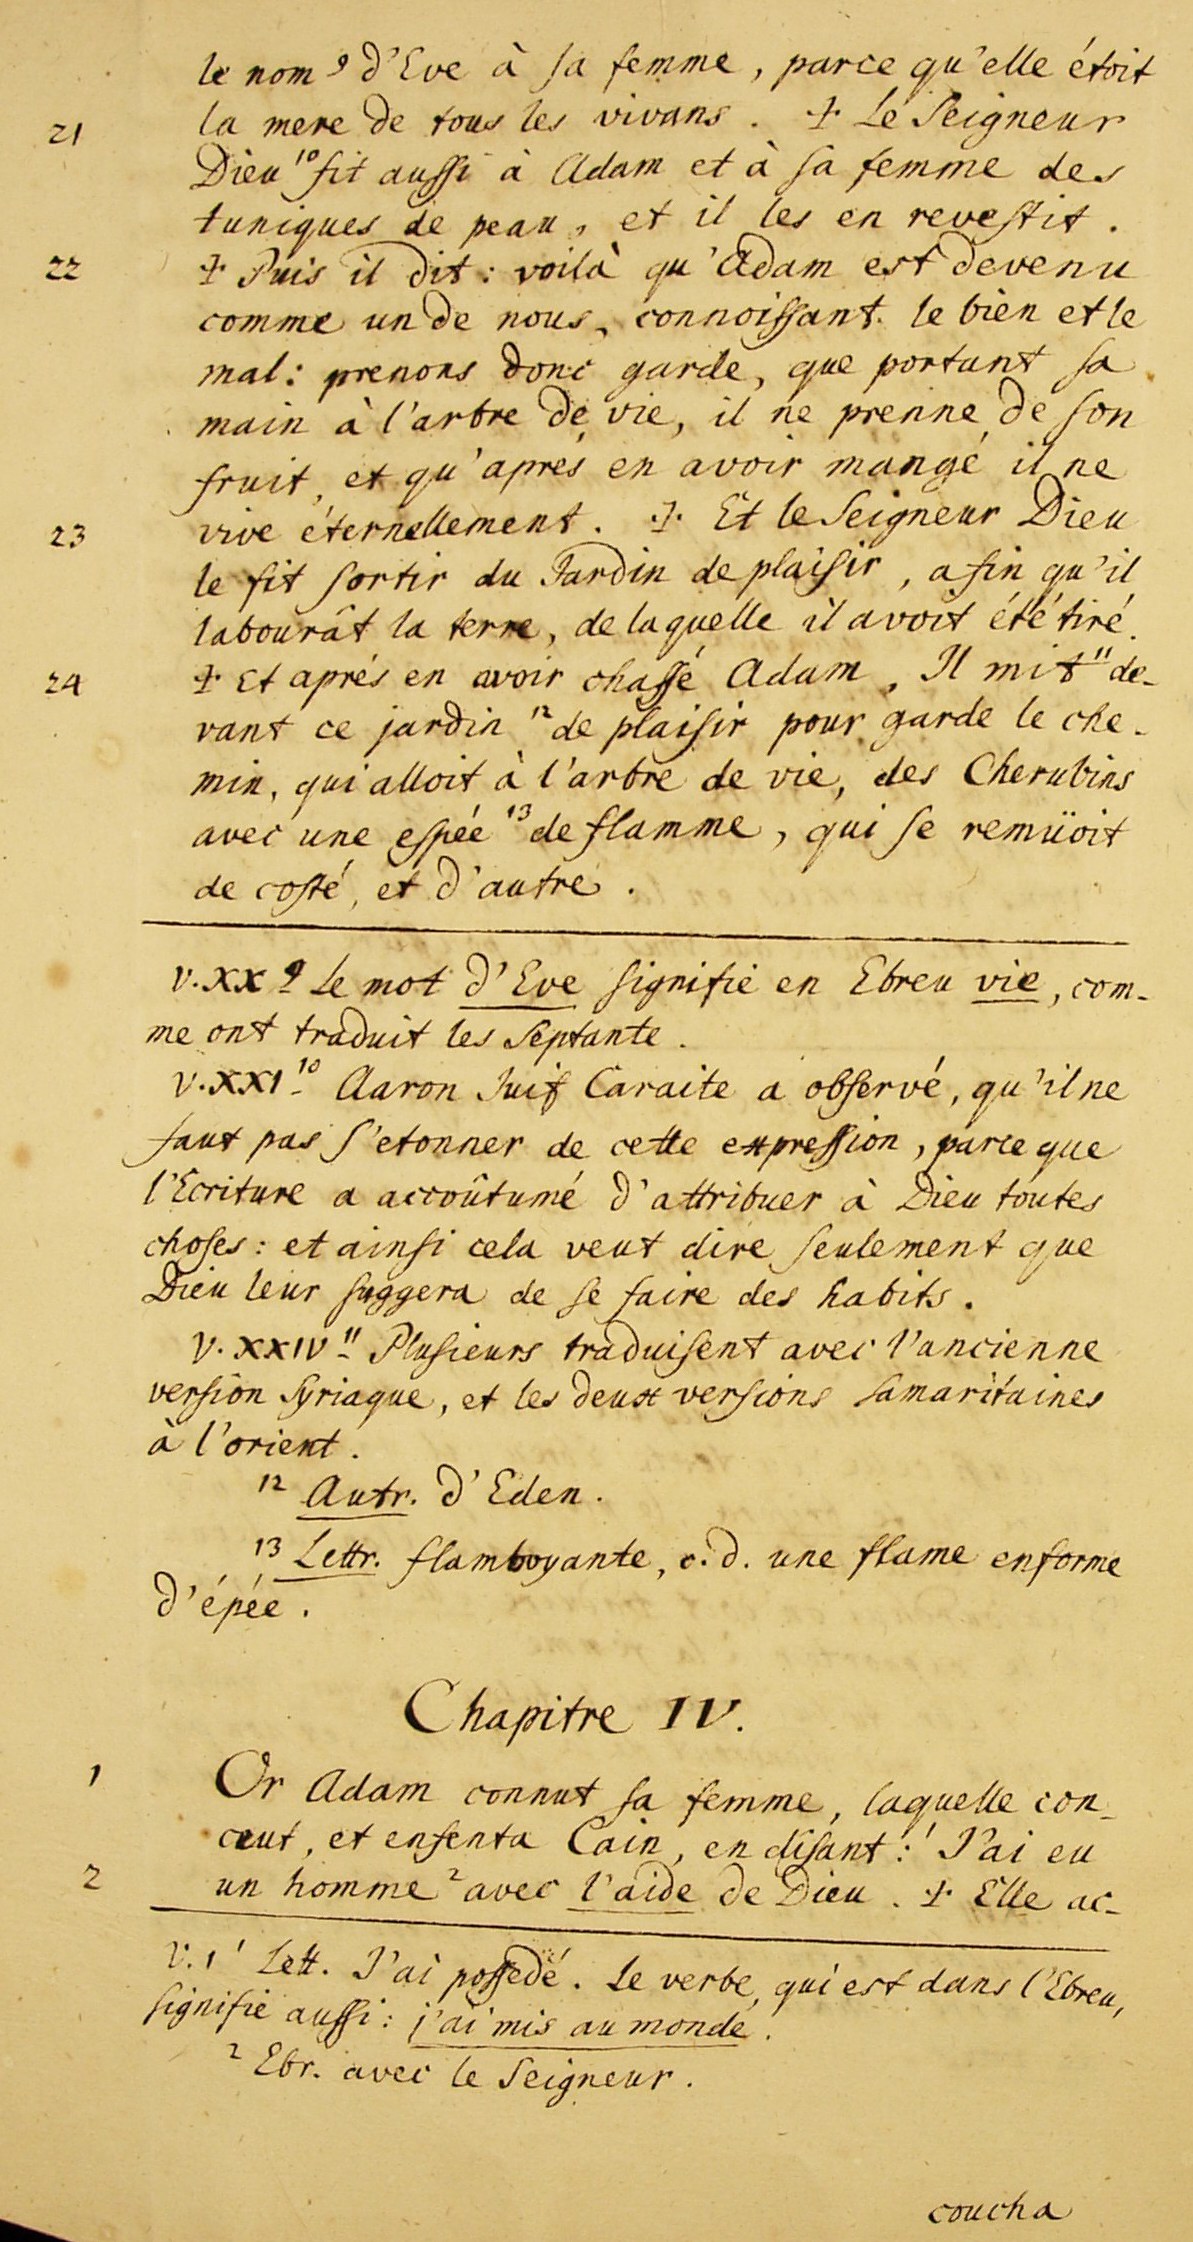 le nom ⁹ d'Eve à sa femme, parce qu'elle étoit
21 la mere de tous les vivans. ☩ Le Seigneur
Dieu ¹⁰ fit aussi à Adam et à sa femme des
tuniques de peau, et il les en revestit.
22 ☩ Puis il dit : voilà qu'Adam est devenu
comme un de nous, connoissant le bien et le
mal : prenons donc garde, que portant sa
main à l'arbre de vie, il ne prenne de son
fruit, et qu'aprés en avoir mangé il ne
23 vive éternellement. ☩ Et le Seigneur Dieu
le fit sortir du Jardin de plaisir, afin qu'il
labourât la terre, de laquelle il avoit été tiré.
24 ☩ Et aprés en avoir chassé Adam, Il mit ¹¹ de-
vant ce jardin ¹² de plaisir pour garde le che-
min, qui alloit à l'arbre de vie, des Cherubins
avec une espée ¹³ de flamme, qui se remüoit
de costé, et d'autre.
V. XX ⁹ Le mot d'Eve signifie en Ebreu vie, com-
me ont traduit les Septante.
V. XXI ¹⁰ Aaron Juif Caraite a observé, qu'il ne
faut pas s'etonner de cette expression, parce que
l'Ecriture a accoûtumé d'attribuer à Dieu toutes
choses : et ainsi cela veut dire seulement que
Dieu leur suggera de se faire des habits.
V. XXIV ¹¹ Plusieurs traduisent avec l'ancienne
version Syriaque, et les deux versions samaritaines
à l'orient.
¹² Autr. d'Eden.
¹³ Lettr. flamboyante, c. d. une flame en forme
d'épée.
Chapitre IV.
1 Or Adam connut sa femme, laquelle con-
ceut, et enfenta Cain, en disant : ¹ J'ai eu
2 un homme ² avec l'aide de Dieu. ☩ Elle ac-
V. 1 ¹ Lett. J'ai possedé. Le verbe, qui est dans l'Ebreu,
signifie aussi : j'ai mis au monde.
² Ebr. avec le Seigneur.
coucha